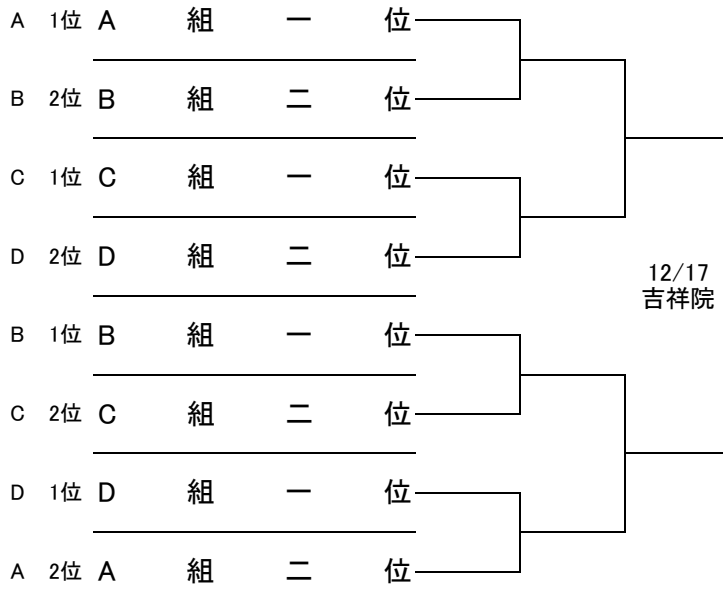 A 1位 A 組 一 位
B 2位 B 組 二 位
C 1位 C 組 一 位
D 2位 D 組 二 位
12/17
吉祥院
B 1位 B 組 一 位
C 2位 C 組 二 位
D 1位 D 組 一 位
A 2位 A 組 二 位